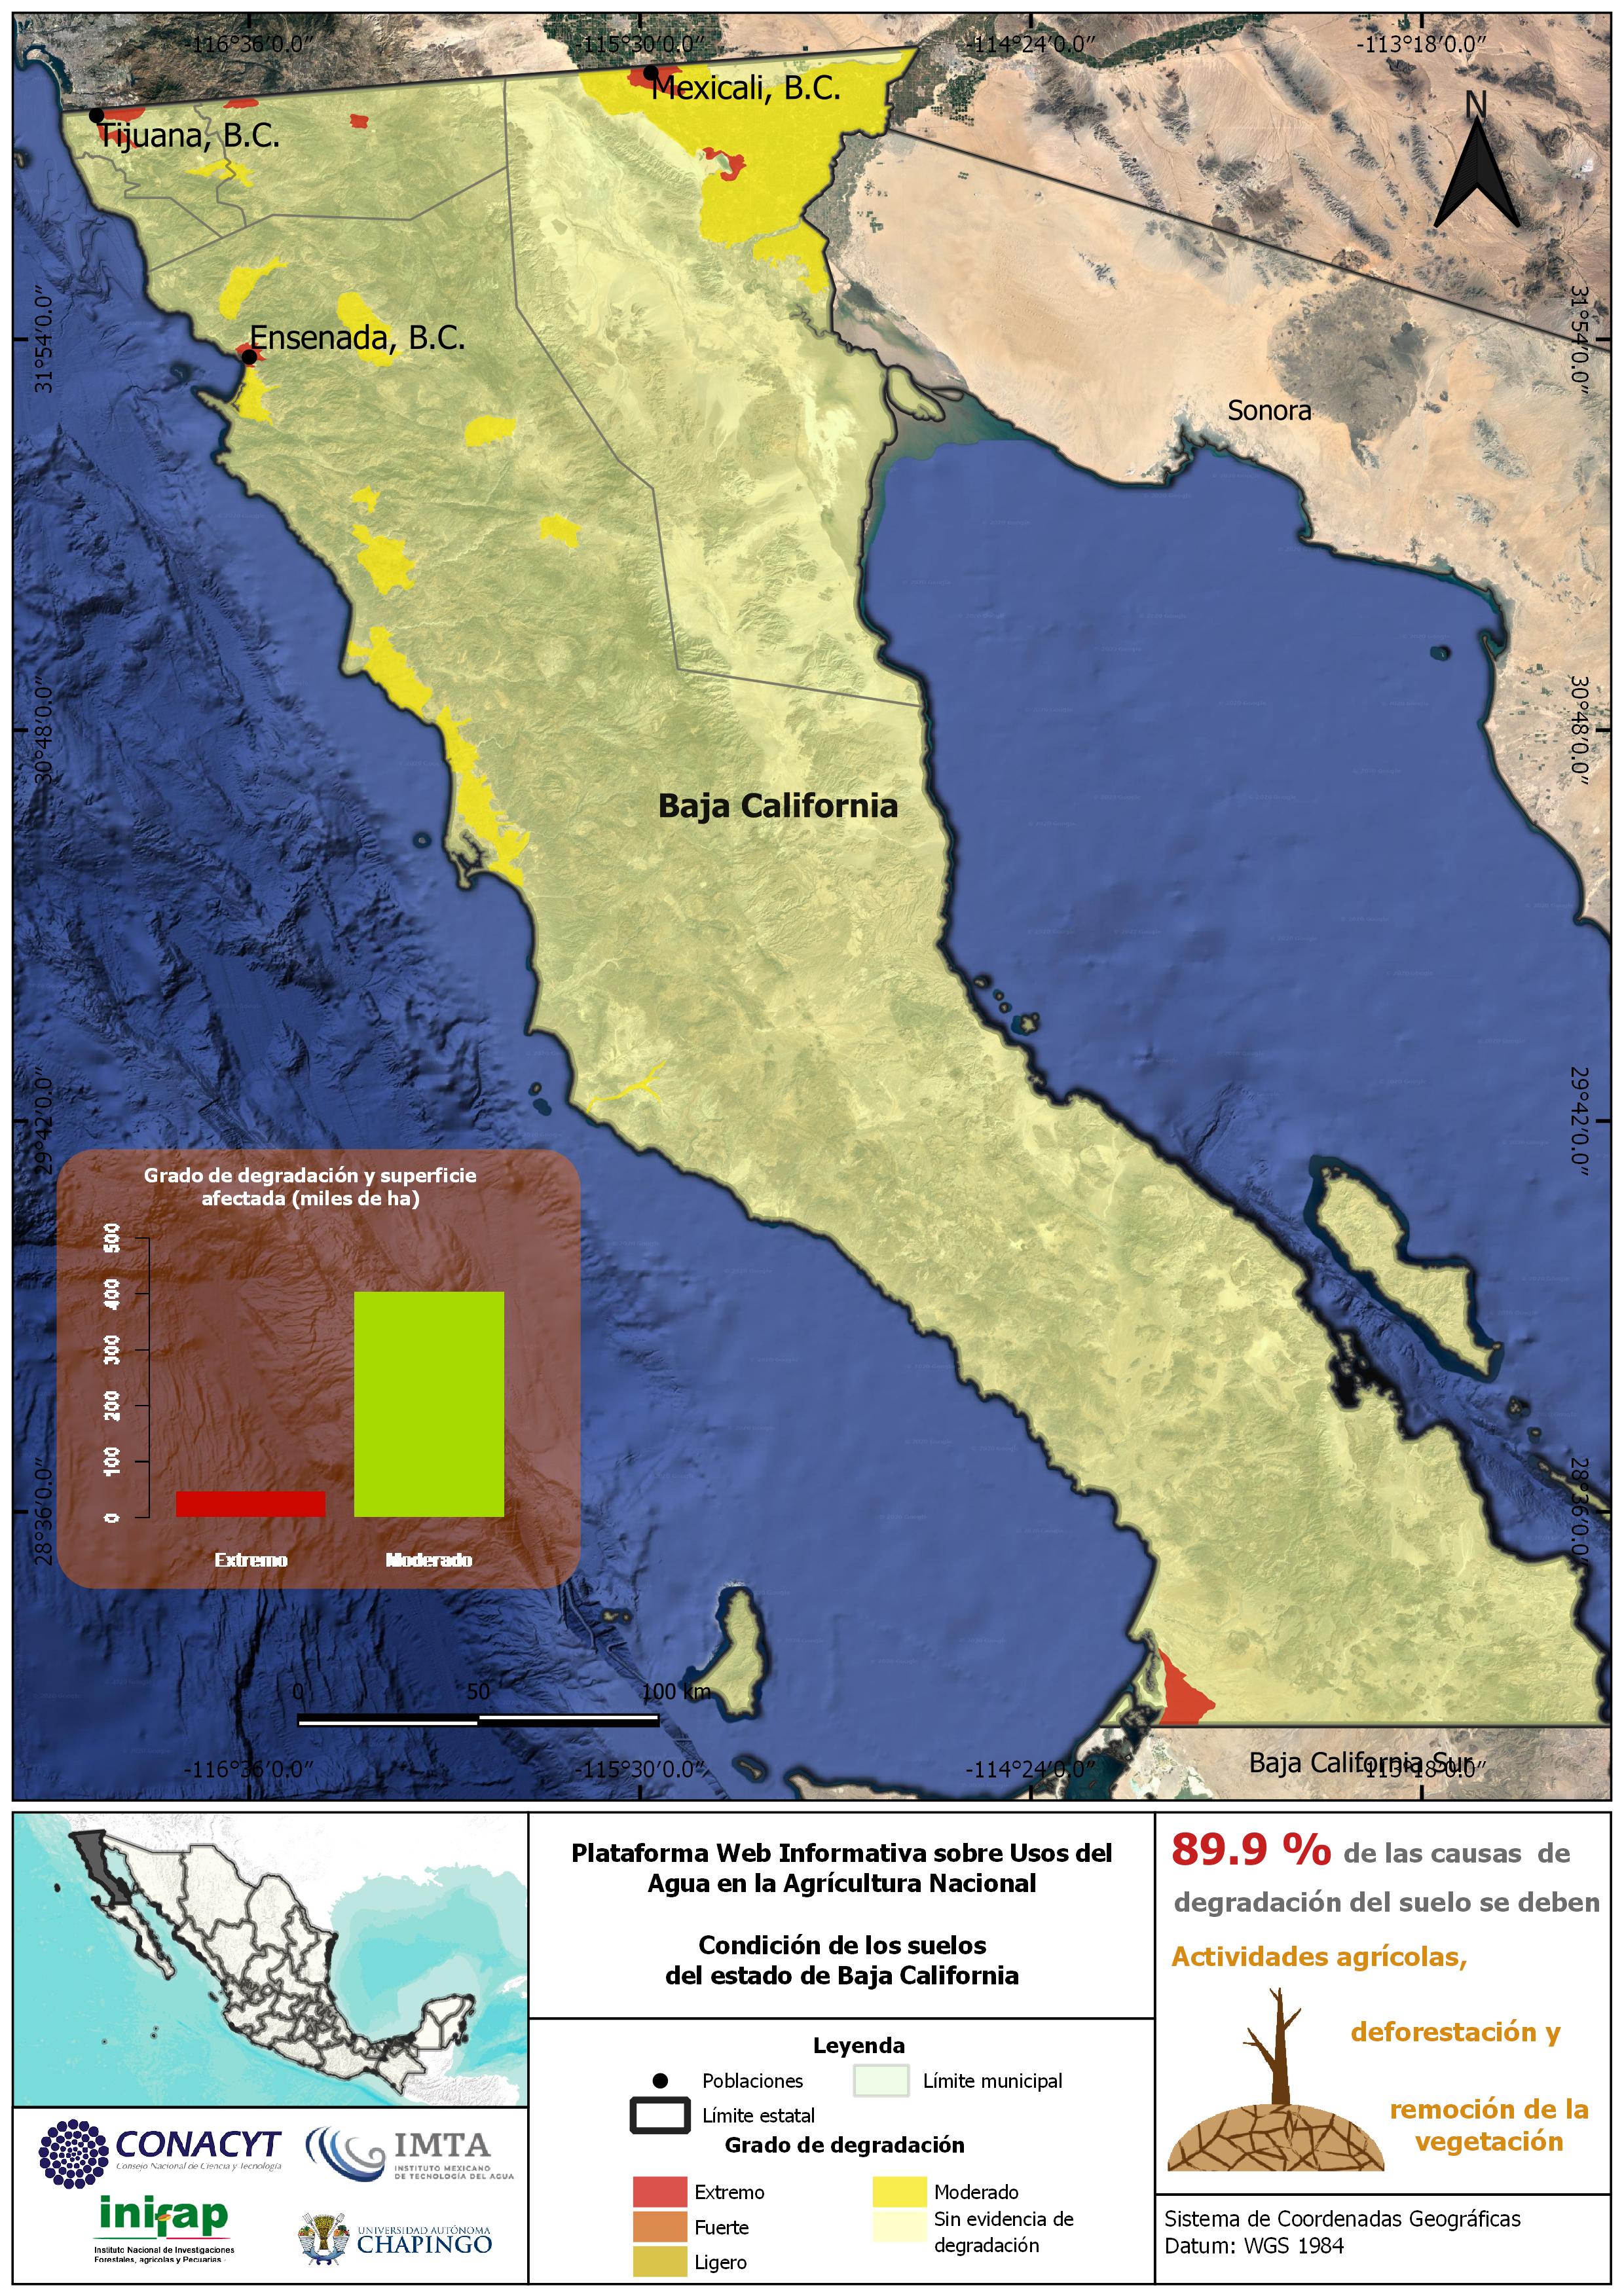 -116°36'0.0"
-115°30'0.0"
-114°24'0.0"
-113°18'0.0"
Mexicali, B.C.
N
Tijuana, B.C.
31°54'0.0"
31°54'0.0"
Ensenada, B.C.
Sonora
30°48'0.0"
30°48'0.0"
Baja California
29°42'0.0"
29°42'0.0"
Grado de degradación y superficie
afectada (miles de ha)
500
400
300
200
100
0
Extremo
Moderado
28°36'0.0"
28°36'0.0"
0
50
100 km
-116°36'0.0"
-115°30'0.0"
-114°24'0.0"
-113°18'0.0"
Baja California Sur
Plataforma Web Informativa sobre Usos del
Agua en la Agrícultura Nacional
Condición de los suelos
del estado de Baja California
Leyenda
Poblaciones
Límite municipal
Límite estatal
Grado de degradación
Extremo
Moderado
Fuerte
Sin evidencia de
degradación
Ligero
89.9 % de las causas de
degradación del suelo se deben
Actividades agrícolas,
deforestación y
remoción de la
vegetación
Sistema de Coordenadas Geográficas
Datum: WGS 1984
CONACYT
Consejo Nacional de Ciencia y Tecnología
IMTA
INSTITUTO MEXICANO
DE TECNOLOGÍA DEL AGUA
inifap
Instituto Nacional de Investigaciones
Forestales, agrícolas y Pecuarias
UNIVERSIDAD AUTÓNOMA
CHAPINGO